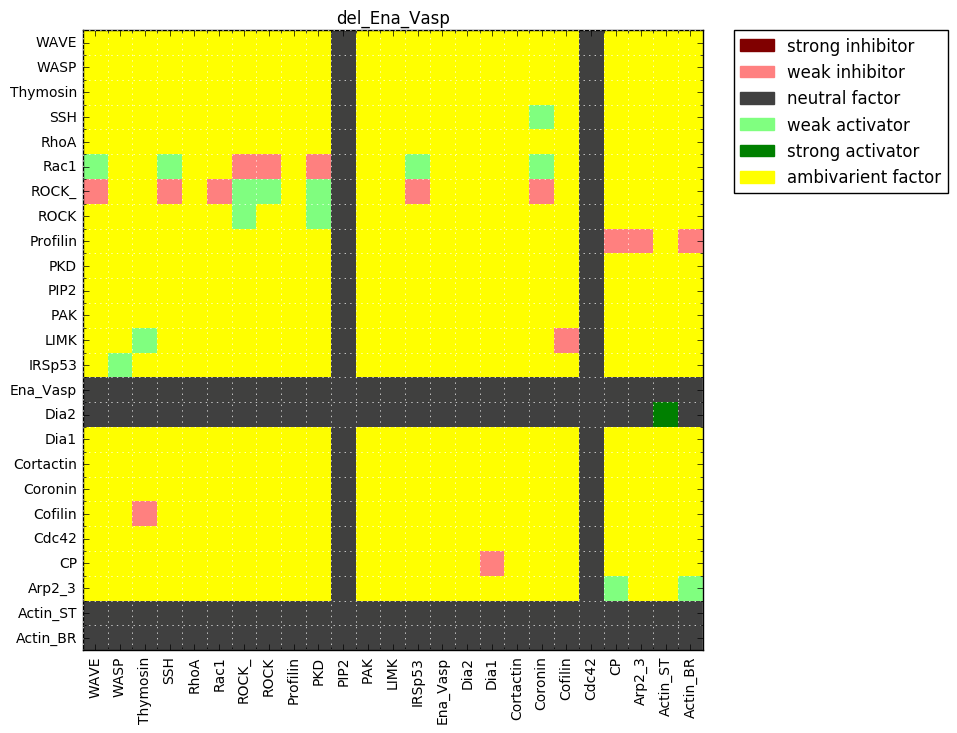 del_Ena_Vasp
WAVE
WASP
Thymosin
SSH
RhoA
Rac1
ROCK_
ROCK
Profilin
PKD
PIP2
PAK
LIMK
IRSp53
Ena_Vasp
Dia2
Dia1
Cortactin
Coronin
Cofilin
Cdc42
CP
Arp2_3
Actin_ST
Actin_BR
WAVE
WASP
Thymosin
SSH
RhoA
Rac1
ROCK_
ROCK
Profilin
PKD
PIP2
PAK
LIMK
IRSp53
Ena_Vasp
Dia2
Dia1
Cortactin
Coronin
Cofilin
Cdc42
CP
Arp2_3
Actin_ST
Actin_BR
strong inhibitor
weak inhibitor
neutral factor
weak activator
strong activator
ambivarient factor